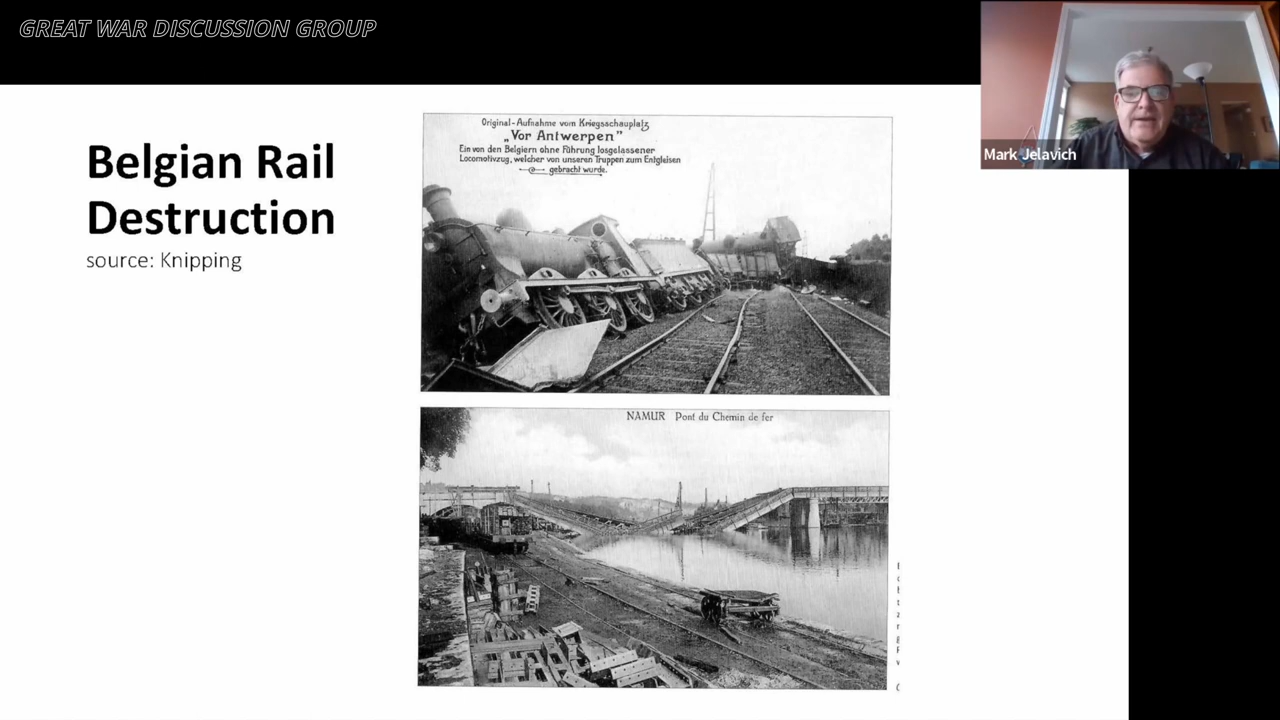 GREAT WAR DISCUSSION GROUP
Mark Jelavich
Belgian Rail
Destruction
source: Knipping
Original-Aufnahme vom Kriegsschauplatz
„Vor Antwerpen”
Ein von den Belgiern ohne Führung losgelassener
Lokomotivzug, welcher von unseren Truppen zum Entgleisen
gebracht wurde.
NAMUR Pont du Chemin de fer